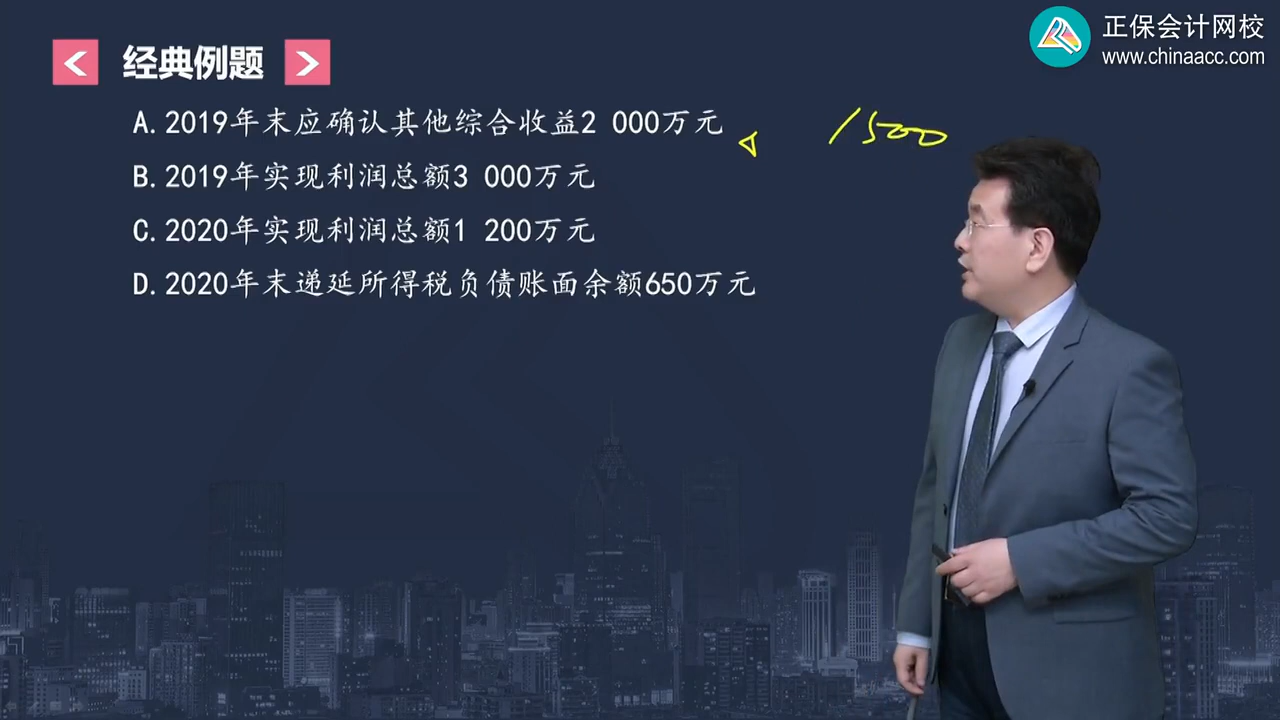 正保会计网校
www.chinaacc.com
经典例题
A. 2019年末应确认其他综合收益2 000万元
1500
B. 2019年实现利润总额3 000万元
C. 2020年实现利润总额1 200万元
D. 2020年末递延所得税负债账面余额650万元